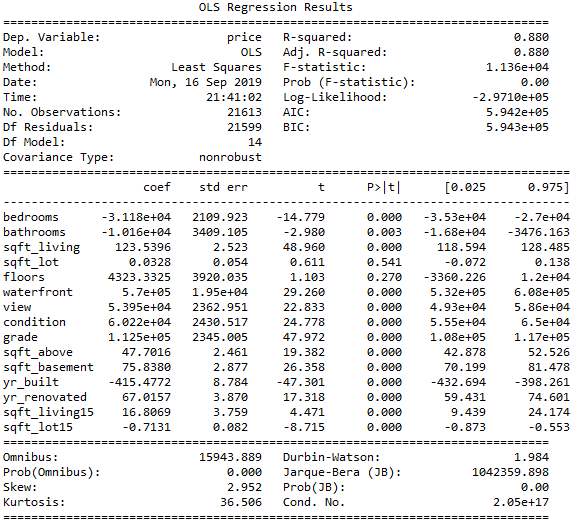 OLS Regression Results
==============================================================================
Dep. Variable:                  price   R-squared:                       0.880
Model:                            OLS   Adj. R-squared:                  0.880
Method:                 Least Squares   F-statistic:                 1.136e+04
Date:                Mon, 16 Sep 2019   Prob (F-statistic):               0.00
Time:                        21:41:02   Log-Likelihood:            -2.9710e+05
No. Observations:               21613   AIC:                         5.942e+05
Df Residuals:                   21599   BIC:                         5.943e+05
Df Model:                          14
Covariance Type:            nonrobust
=================================================================================
                    coef    std err          t      P>|t|      [0.025      0.975]
---------------------------------------------------------------------------------
bedrooms      -3.118e+04   2109.923    -14.779      0.000   -3.53e+04    -2.7e+04
bathrooms     -1.016e+04   3409.105     -2.980      0.003   -1.68e+04   -3476.163
sqft_living     123.5396      2.523     48.960      0.000     118.594     128.485
sqft_lot          0.0328      0.054      0.611      0.541      -0.072       0.138
floors         4323.3325   3920.035      1.103      0.270   -3360.226     1.2e+04
waterfront       5.7e+05   1.95e+04     29.260      0.000    5.32e+05    6.08e+05
view           5.395e+04   2362.951     22.833      0.000    4.93e+04    5.86e+04
condition      6.022e+04   2430.517     24.778      0.000    5.55e+04     6.5e+04
grade          1.125e+05   2345.005     47.972      0.000    1.08e+05    1.17e+05
sqft_above       47.7016      2.461     19.382      0.000      42.878      52.526
sqft_basement    75.8380      2.877     26.358      0.000      70.199      81.478
yr_built       -415.4772      8.784    -47.301      0.000    -432.694    -398.261
yr_renovated     67.0157      3.870     17.318      0.000      59.431      74.601
sqft_living15    16.8069      3.759      4.471      0.000       9.439      24.174
sqft_lot15       -0.7131      0.082     -8.715      0.000      -0.873      -0.553
==============================================================================
Omnibus:                    15943.889   Durbin-Watson:                   1.984
Prob(Omnibus):                  0.000   Jarque-Bera (JB):          1042359.898
Skew:                           2.952   Prob(JB):                         0.00
Kurtosis:                      36.506   Cond. No.                     2.05e+17
==============================================================================